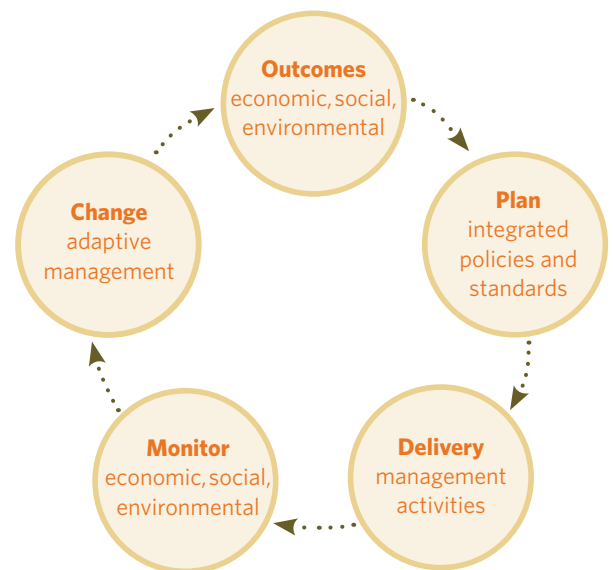 Outcomes
economic, social,
environmental
Plan
integrated
policies and
standards
Delivery
management
activities
Monitor
economic, social,
environmental
Change
adaptive
management